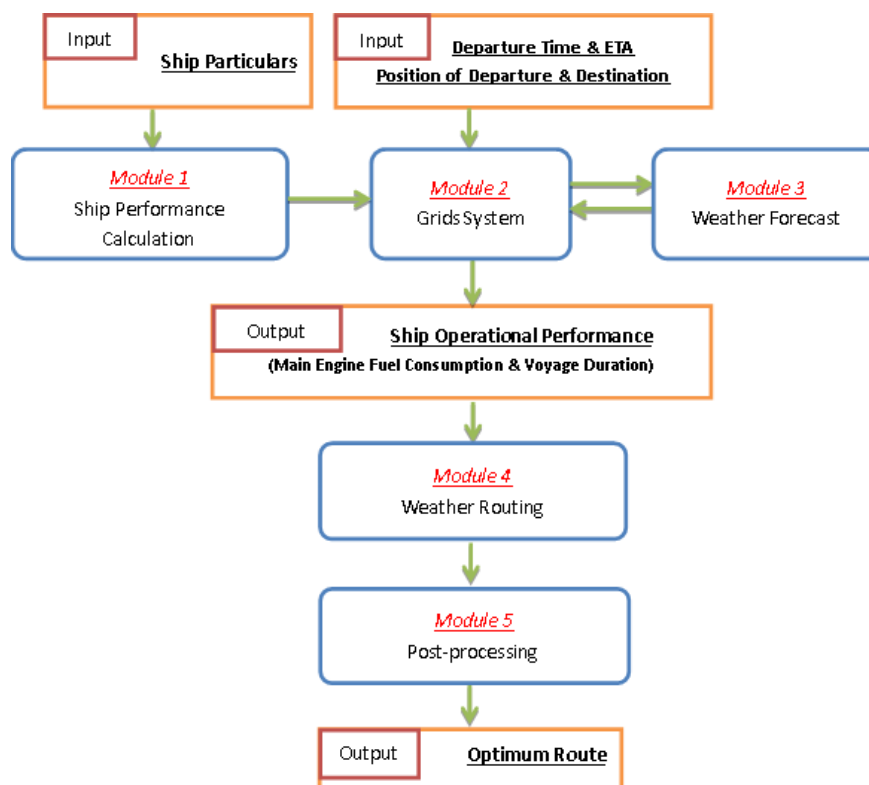 Input
Ship Particulars
Input
Departure Time & ETA
Position of Departure & Destination
Module 1
Ship Performance
Calculation
Module 2
Grids System
Module 3
Weather Forecast
Output
Ship Operational Performance
(Main Engine Fuel Consumption & Voyage Duration)
Module 4
Weather Routing
Module 5
Post-processing
Output
Optimum Route